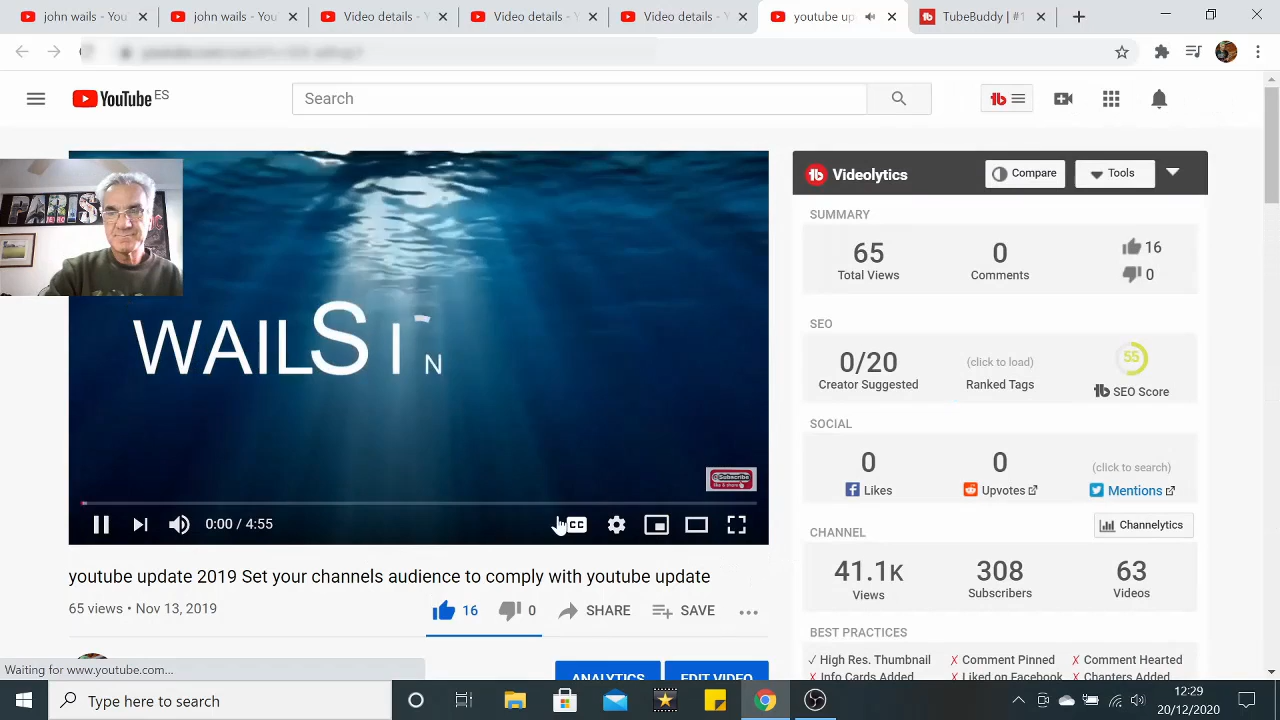 john wails - You
john wails - You
Video details -
Video details -
Video details -
youtube up
TubeBuddy | #1
YouTube ES
Search
PARIS
WAILSIN
Subscribe
0:00 / 4:55
CC
youtube update 2019 Set your channels audience to comply with youtube update
65 views • Nov 13, 2019
16
0
SHARE
SAVE
ANALYTICS
EDIT VIDEO
Videolytics
Compare
Tools
SUMMARY
65
Total Views
0
Comments
16
0
SEO
0/20
Creator Suggested
(click to load)
Ranked Tags
55
SEO Score
SOCIAL
0
Likes
0
Upvotes
(click to search)
Mentions
CHANNEL
Channelytics
41.1K
Views
308
Subscribers
63
Videos
BEST PRACTICES
✓ High Res. Thumbnail
✗ Comment Pinned
✗ Comment Hearted
✗ Info Cards Added
✗ Liked on Facebook
✗ Chapters Added
Waiting for www.youtube.com...
Type here to search
12:29
20/12/2020